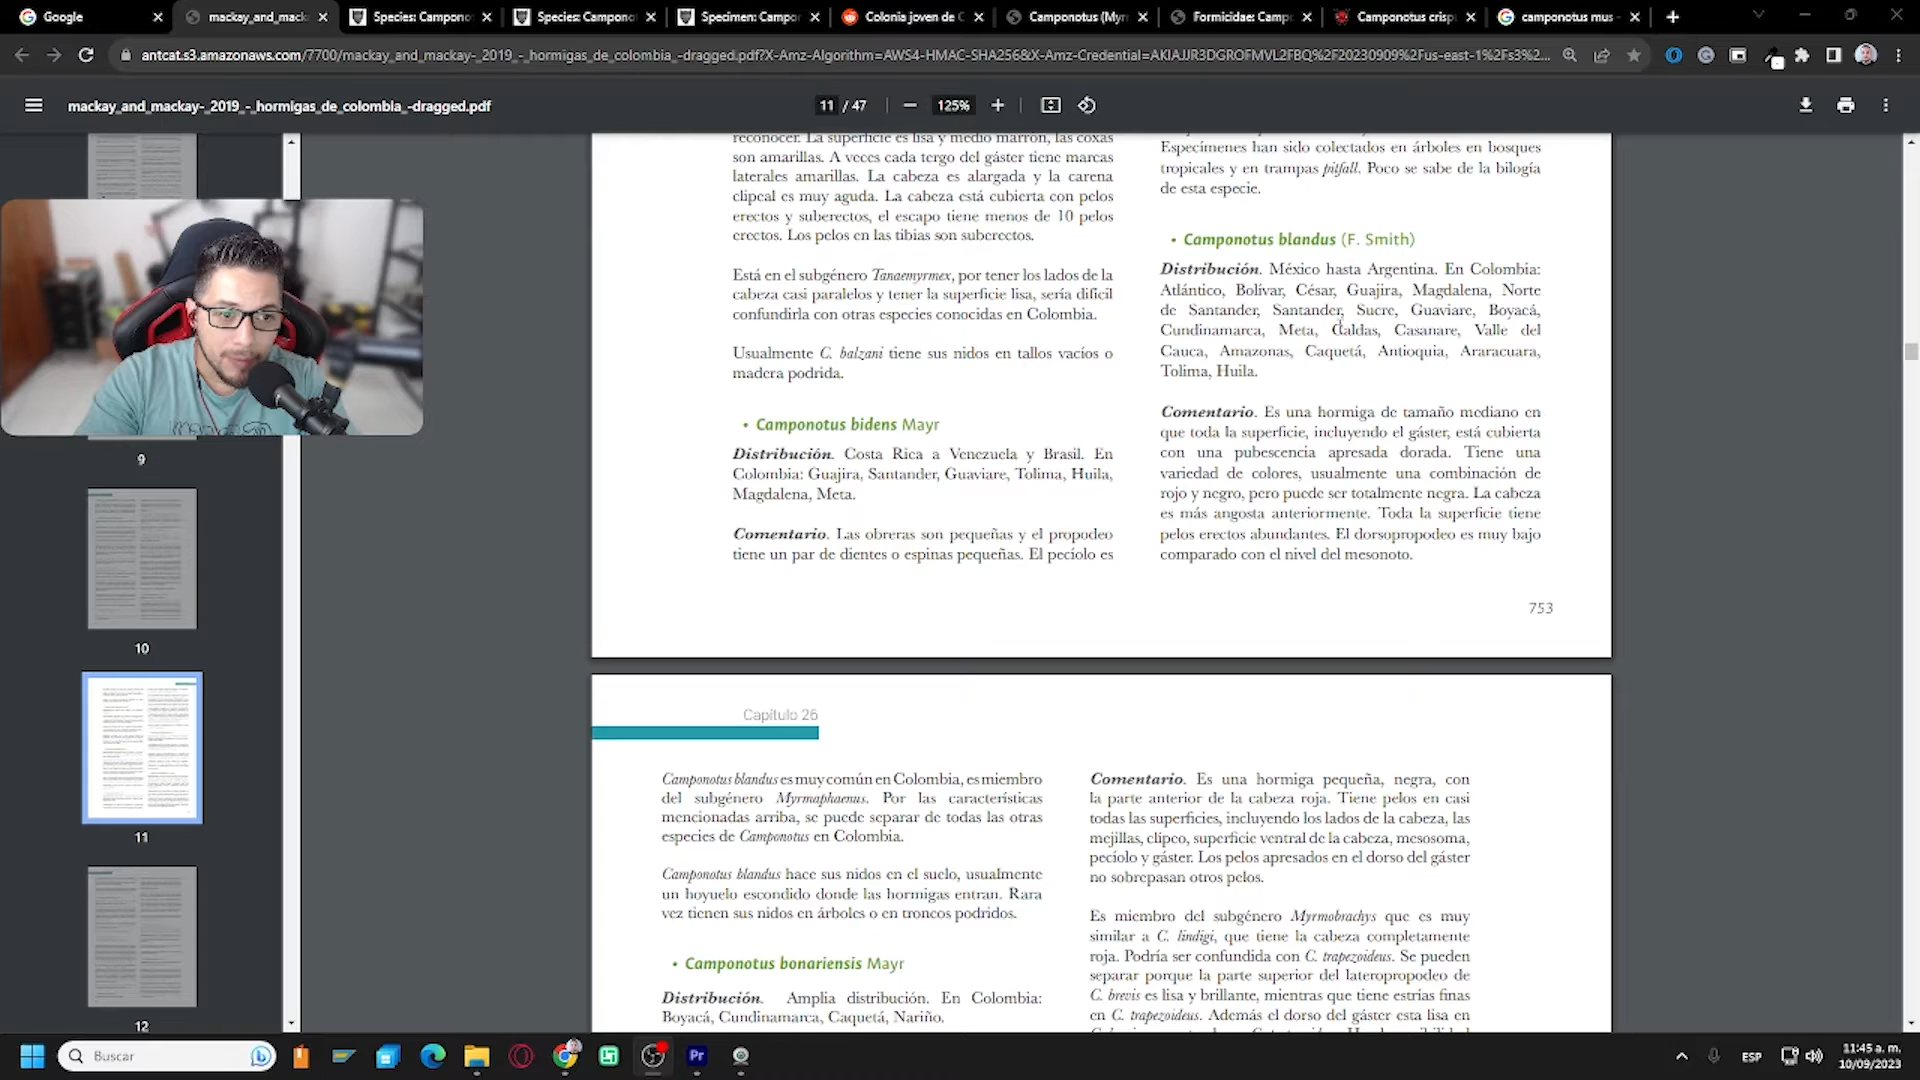 Google
mackay_and_mack
Species: Campono
Species: Campono
Specimen: Campo
Colonia joven de C
Camponotus (Myr
Formicidae: Camp
Camponotus crisp
camponotus mus -
antcat.s3.amazonaws.com/7700/mackay_and_mackay-_2019_-_hormigas_de_colombia_-dragged.pdf?X-Amz-Algorithm=AWS4-HMAC-SHA256&X-Amz-Credential=AKIAJJR3DGROFMVL2FBQ%2F20230909%2Fus-east-1%2Fs3%2...
mackay_and_mackay-_2019_-_hormigas_de_colombia_-dragged.pdf
11 / 47
125%
9
10
11
12
reconocer. La superficie es lisa y medio marrón, las coxas
son amarillas. A veces cada tergo del gáster tiene marcas
laterales amarillas. La cabeza es alargada y la carena
clipeal es muy aguda. La cabeza está cubierta con pelos
erectos y suberectos, el escapo tiene menos de 10 pelos
erectos. Los pelos en las tibias son suberectos.
Está en el subgénero Tanaemyrmex, por tener los lados de la
cabeza casi paralelos y tener la superficie lisa, sería difícil
confundirla con otras especies conocidas en Colombia.
Usualmente C. balzani tiene sus nidos en tallos vacíos o
madera podrida.
• Camponotus bidens Mayr
Distribución. Costa Rica a Venezuela y Brasil. En
Colombia: Guajira, Santander, Guaviare, Tolima, Huila,
Magdalena, Meta.
Comentario. Las obreras son pequeñas y el propodeo
tiene un par de dientes o espinas pequeñas. El pecíolo es
Especímenes han sido colectados en árboles en bosques
tropicales y en trampas pitfall. Poco se sabe de la bilogía
de esta especie.
• Camponotus blandus (F. Smith)
Distribución. México hasta Argentina. En Colombia:
Atlántico, Bolívar, César, Guajira, Magdalena, Norte
de Santander, Santander, Sucre, Guaviare, Boyacá,
Cundinamarca, Meta, Caldas, Casanare, Valle del
Cauca, Amazonas, Caquetá, Antioquia, Araracuara,
Tolima, Huila.
Comentario. Es una hormiga de tamaño mediano en
que toda la superficie, incluyendo el gáster, está cubierta
con una pubescencia apresada dorada. Tiene una
variedad de colores, usualmente una combinación de
rojo y negro, pero puede ser totalmente negra. La cabeza
es más angosta anteriormente. Toda la superficie tiene
pelos erectos abundantes. El dorsopropodeo es muy bajo
comparado con el nivel del mesonoto.
753
Capítulo 26
Camponotus blandus es muy común en Colombia, es miembro
del subgénero Myrmaphaenus. Por las características
mencionadas arriba, se puede separar de todas las otras
especies de Camponotus en Colombia.
Camponotus blandus hace sus nidos en el suelo, usualmente
un hoyuelo escondido donde las hormigas entran. Rara
vez tienen sus nidos en árboles o en troncos podridos.
• Camponotus bonariensis Mayr
Distribución. Amplia distribución. En Colombia:
Boyacá, Cundinamarca, Caquetá, Nariño.
Comentario. Es una hormiga pequeña, negra, con
la parte anterior de la cabeza roja. Tiene pelos en casi
todas las superficies, incluyendo los lados de la cabeza, las
mejillas, clipeo, superficie ventral de la cabeza, mesosoma,
pecíolo y gáster. Los pelos apresados en el dorso del gáster
no sobrepasan otros pelos.
Es miembro del subgénero Myrmobrachys que es muy
similar a C. lindigi, que tiene la cabeza completamente
roja. Podría ser confundida con C. trapezoideus. Se pueden
separar porque la parte superior del lateropropodeo de
C. brevis es lisa y brillante, mientras que tiene estrías finas
en C. trapezoideus. Además el dorso del gáster esta lisa en
Buscar
Pr
ESP
11:45 a. m.
10/09/2023